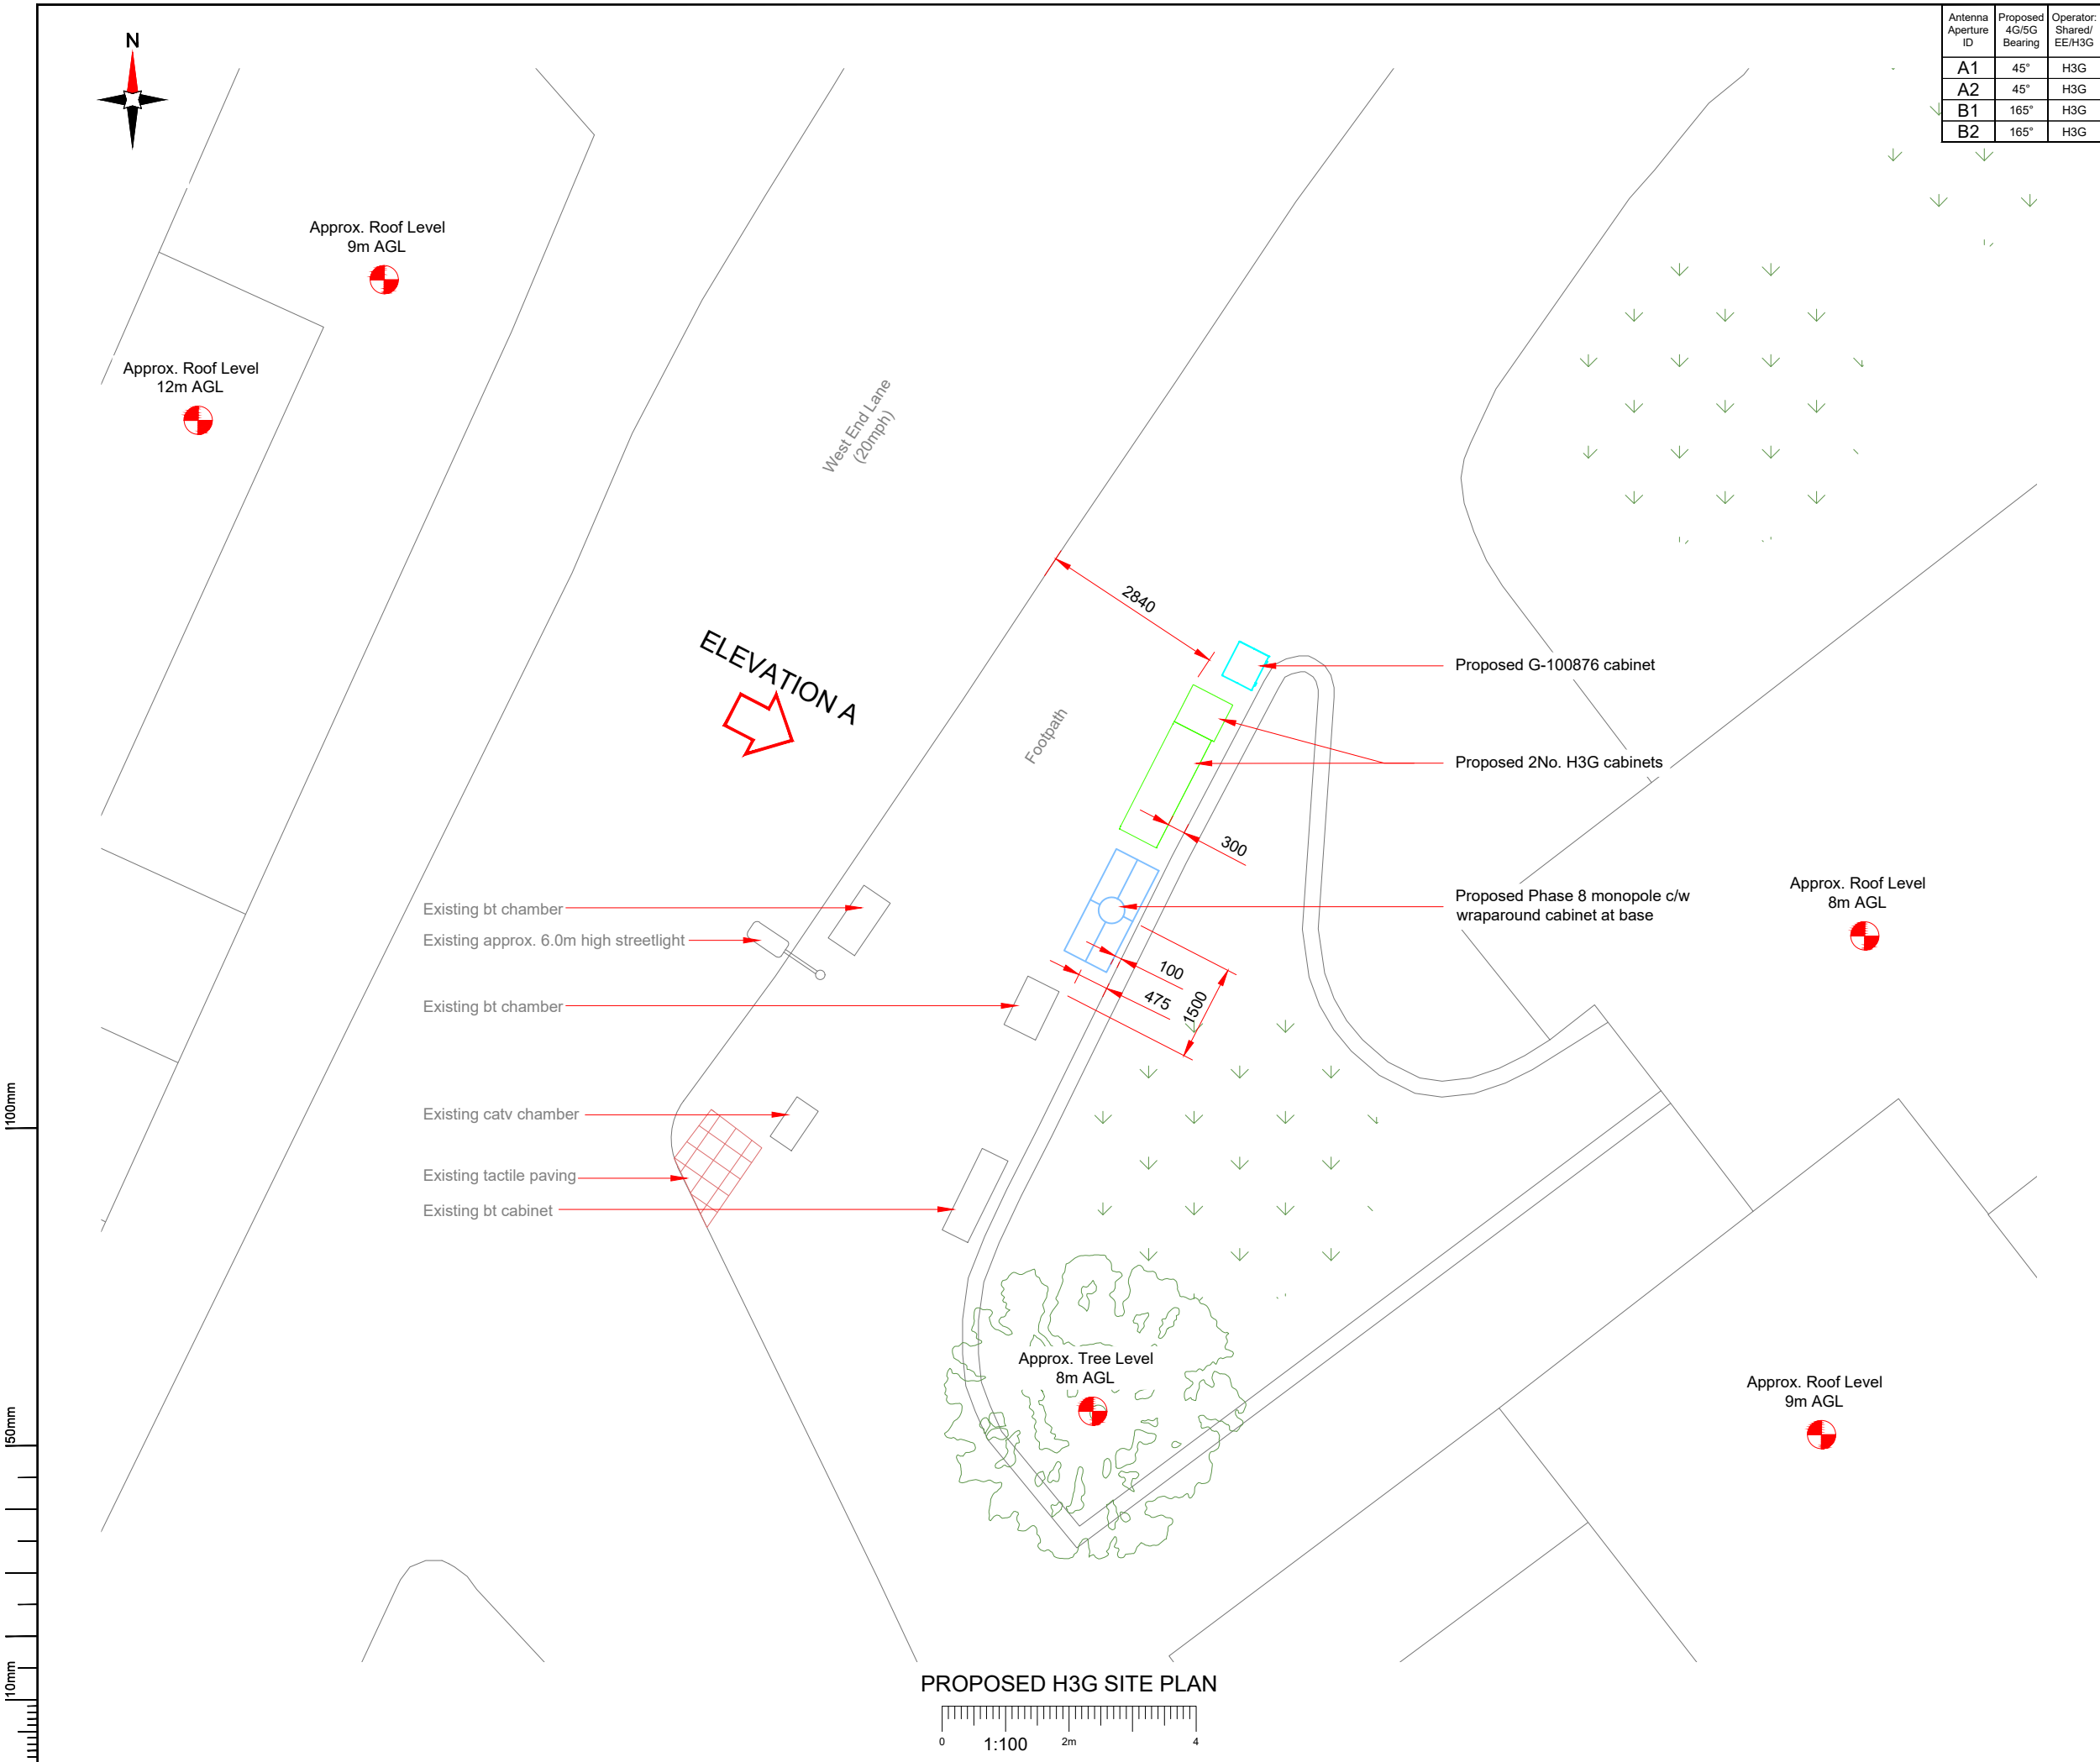 N
Antenna Aperture ID
Proposed 4G/5G Bearing
Operator: Shared/ EE/H3G
A1 45° H3G
A2 45° H3G
B1 165° H3G
B2 165° H3G
Approx. Roof Level
9m AGL
Approx. Roof Level
12m AGL
West End Lane
(20mph)
2840
ELEVATION A
Footpath
Proposed G-100876 cabinet
Proposed 2No. H3G cabinets
300
Proposed Phase 8 monopole c/w
wraparound cabinet at base
Approx. Roof Level
8m AGL
Existing bt chamber
Existing approx. 6.0m high streetlight
100
475
1500
Existing bt chamber
Existing catv chamber
Existing tactile paving
Existing bt cabinet
Approx. Tree Level
8m AGL
Approx. Roof Level
9m AGL
100mm
50mm
10mm
PROPOSED H3G SITE PLAN
0 1:100 2m 4